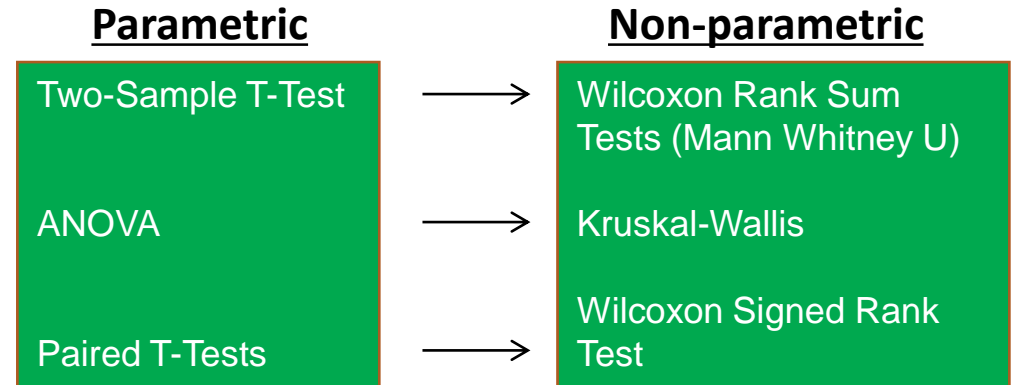 Parametric
Non-parametric
Two-Sample T-Test
Wilcoxon Rank Sum
Tests (Mann Whitney U)
ANOVA
Kruskal-Wallis
Paired T-Tests
Wilcoxon Signed Rank
Test